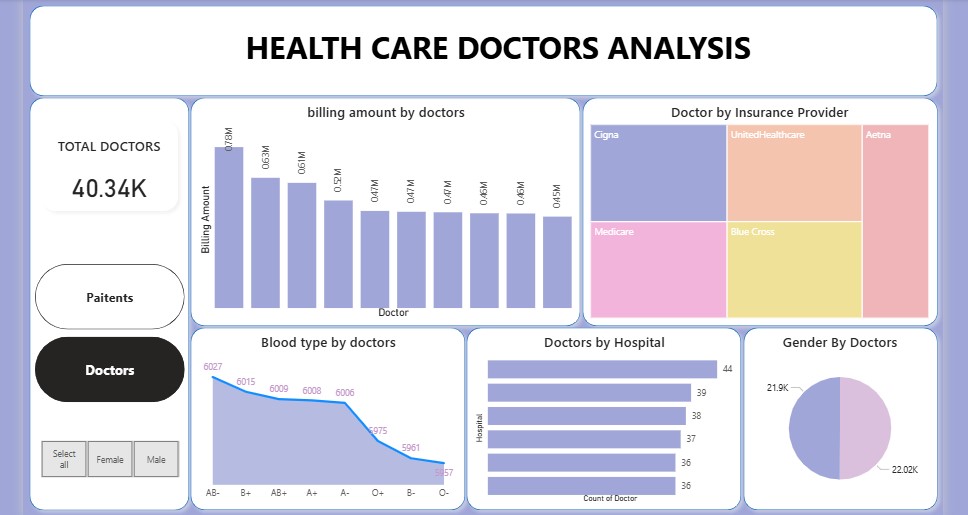 HEALTH CARE DOCTORS ANALYSIS
TOTAL DOCTORS
40.34K
Paitents
Doctors
Select all
Female
Male
billing amount by doctors
Billing Amount
0.78M
0.63M
0.61M
0.52M
0.47M
0.47M
0.47M
0.46M
0.46M
0.45M
Doctor
Doctor by Insurance Provider
Cigna
UnitedHealthcare
Aetna
Medicare
Blue Cross
Blood type by doctors
6027
6015
6009
6008
6006
5975
5961
5957
AB-
B+
AB+
A+
A-
O+
B-
O-
Doctors by Hospital
Hospital
44
39
38
37
36
36
Count of Doctor
Gender By Doctors
21.9K
22.02K